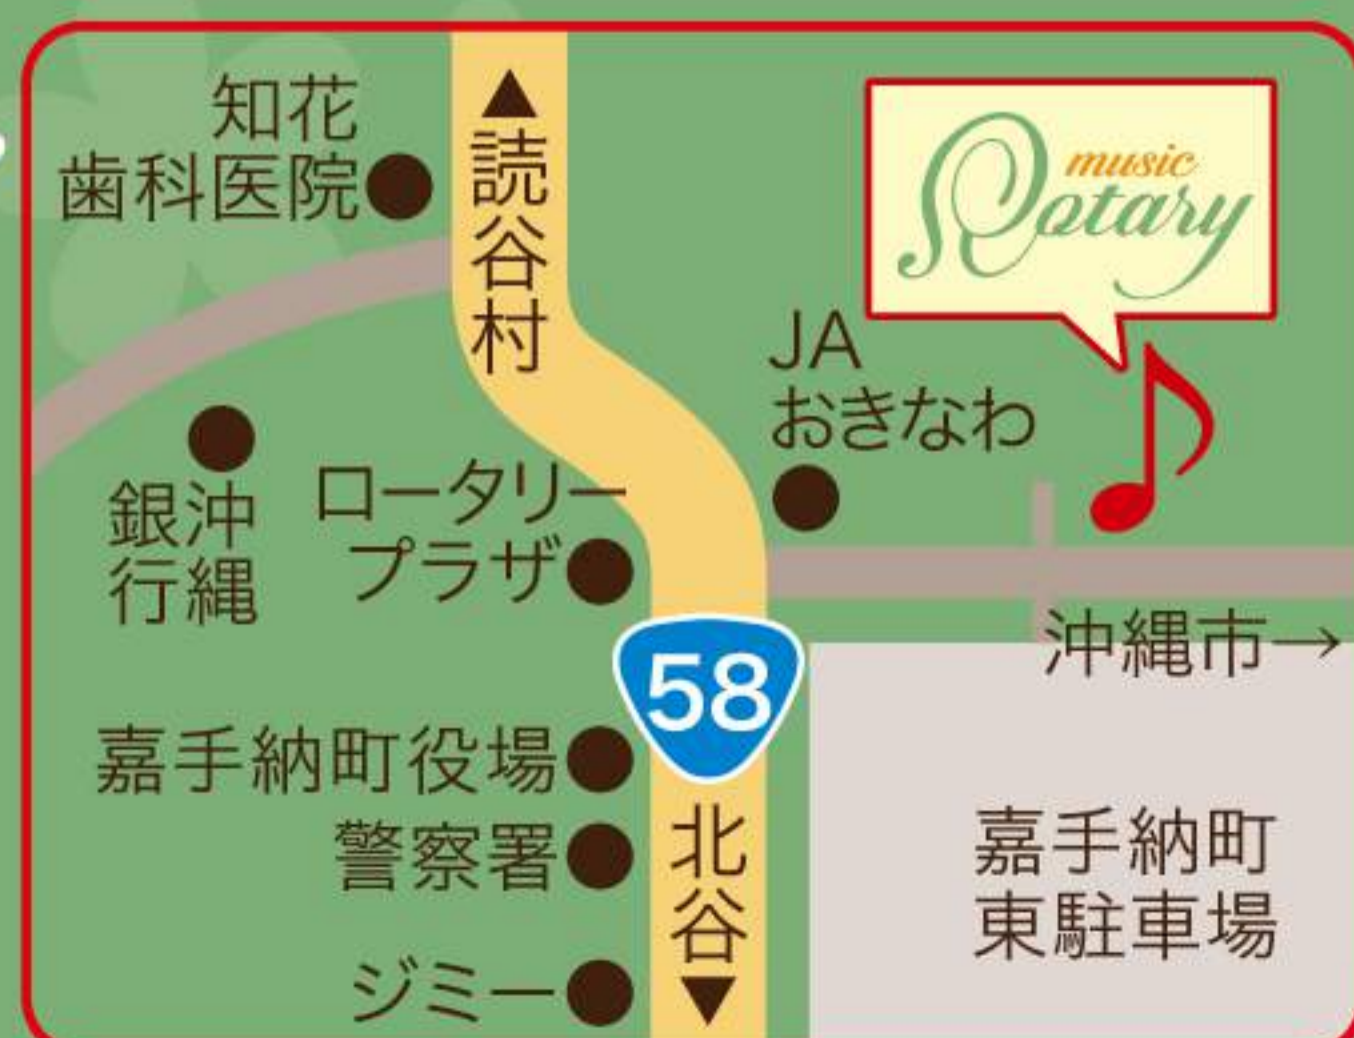 知花
歯科医院
▲読谷村
music
Rotary
JA
おきなわ
沖縄
銀行
ロータリー
プラザ
58
沖縄市→
嘉手納町役場
警察署
ジミー
北谷▼
嘉手納町
東駐車場